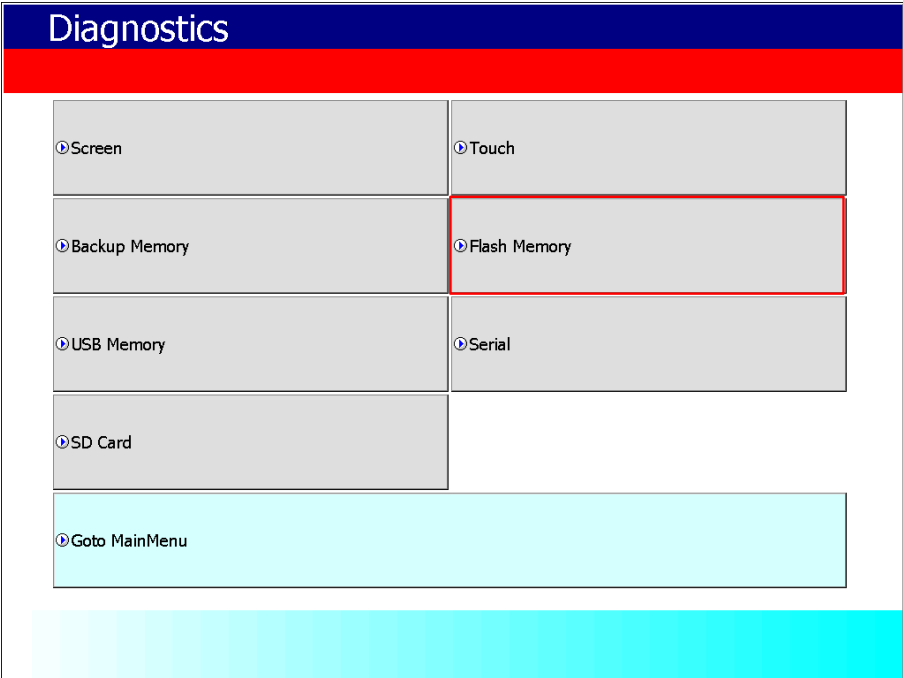 Diagnostics
Screen
Touch
Backup Memory
Flash Memory
USB Memory
Serial
SD Card
Goto MainMenu